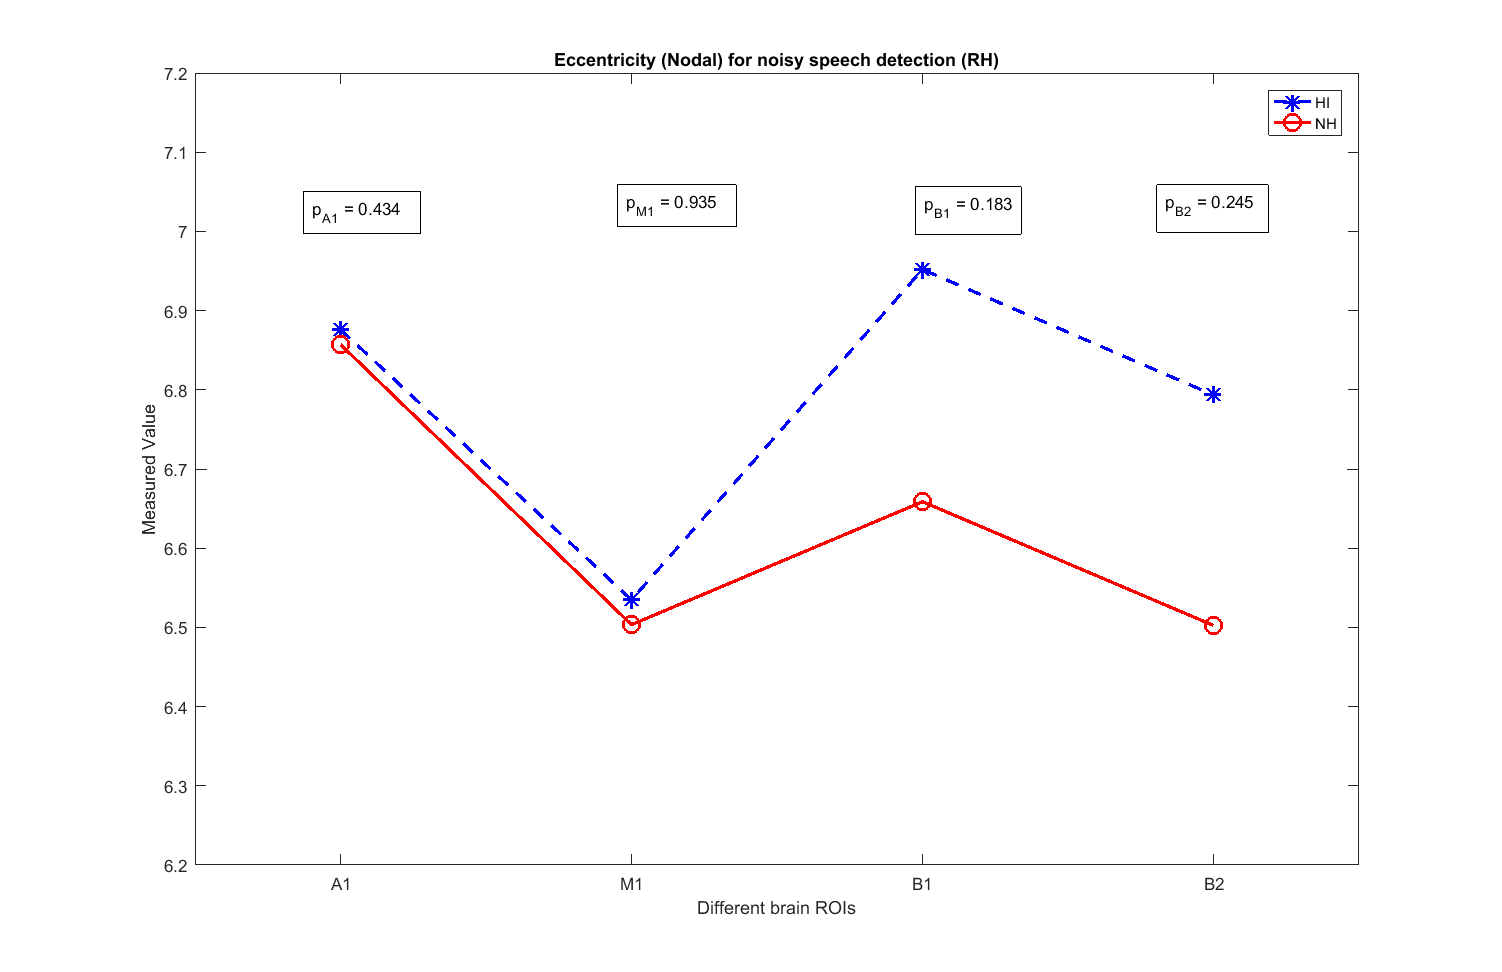 Eccentricity (Nodal) for noisy speech detection (RH)
7.2
7.1
7
6.9
6.8
6.7
6.6
6.5
6.4
6.3
6.2
Measured Value
HI
NH
pA1 = 0.434
pM1 = 0.935
pB1 = 0.183
pB2 = 0.245
A1
M1
B1
B2
Different brain ROIs